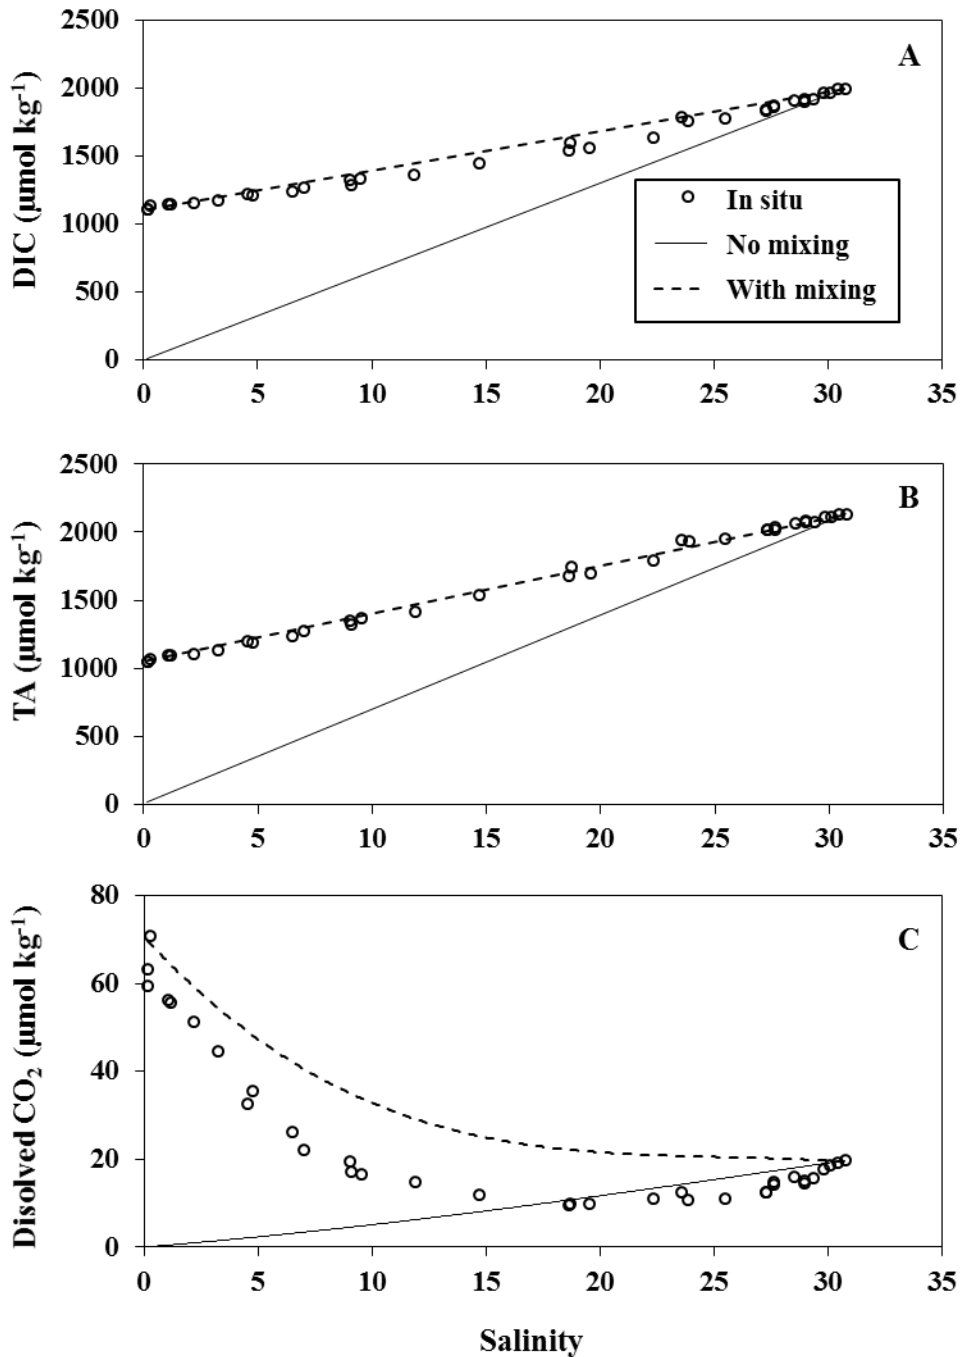 2500
2000
1500
1000
500
0
DIC (µmol kg-1)
A
In situ
No mixing
With mixing
0 5 10 15 20 25 30 35
2500
2000
1500
1000
500
0
TA (µmol kg-1)
B
0 5 10 15 20 25 30 35
80
60
40
20
0
Disolved CO2 (µmol kg-1)
C
0 5 10 15 20 25 30 35
Salinity